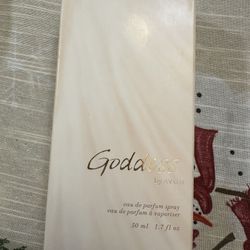 Goddess
by AVON
eau de parfum spray
eau de parfum à vaporiser
50 ml 1.7 fl oz